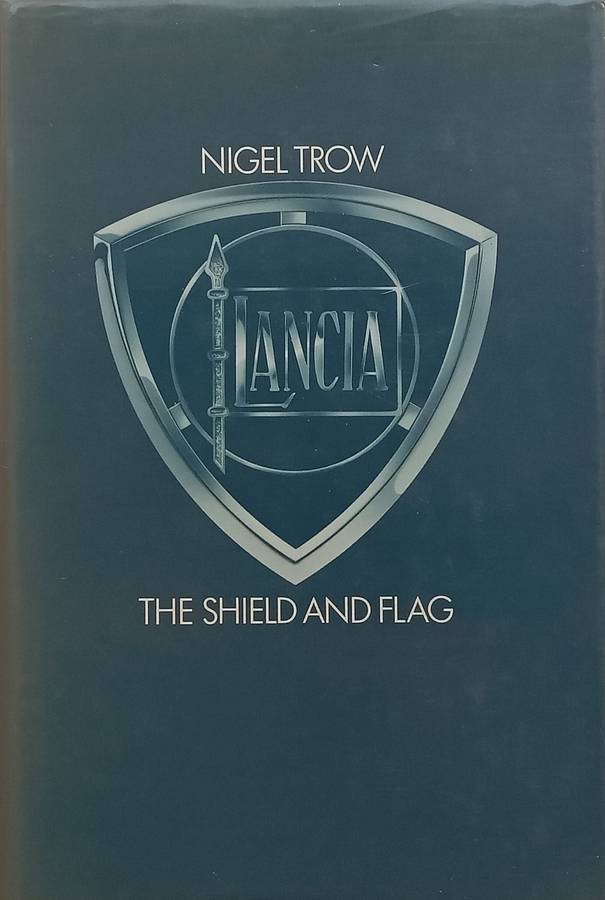 NIGEL TROW
LANCIA
THE SHIELD AND FLAG